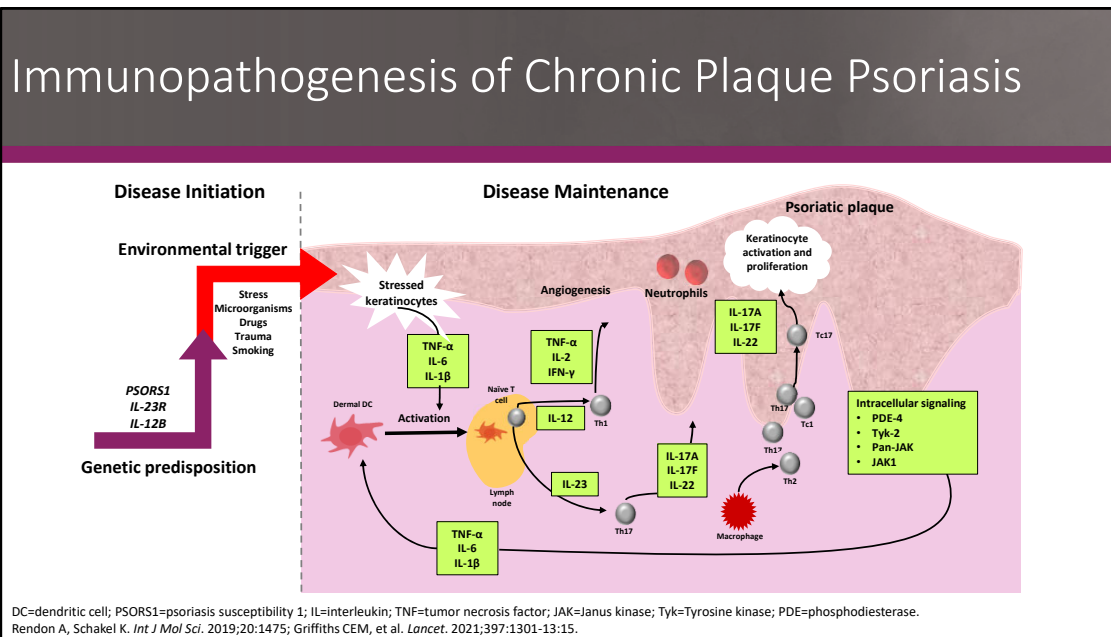 Immunopathogenesis of Chronic Plaque Psoriasis
Disease Initiation
Environmental trigger
Stress
Microorganisms
Drugs
Trauma
Smoking
PSORS1
IL-23R
IL-12B
Genetic predisposition
Disease Maintenance
Psoriatic plaque
Stressed
keratinocytes
TNF-α
IL-6
IL-1β
Dermal DC
Activation
Naïve T
cell
Lymph
node
Angiogenesis
TNF-α
IL-2
IFN-γ
IL-12
Th1
IL-23
Th17
IL-17A
IL-17F
IL-22
Neutrophils
Keratinocyte
activation and
proliferation
IL-17A
IL-17F
IL-22
Tc17
Th17
Tc1
Th17
Th2
Macrophage
Intracellular signaling
• PDE-4
• Tyk-2
• Pan-JAK
• JAK1
TNF-α
IL-6
IL-1β
DC=dendritic cell; PSORS1=psoriasis susceptibility 1; IL=interleukin; TNF=tumor necrosis factor; JAK=Janus kinase; Tyk=Tyrosine kinase; PDE=phosphodiesterase.
Rendon A, Schakel K. Int J Mol Sci. 2019;20:1475; Griffiths CEM, et al. Lancet. 2021;397:1301-13:15.